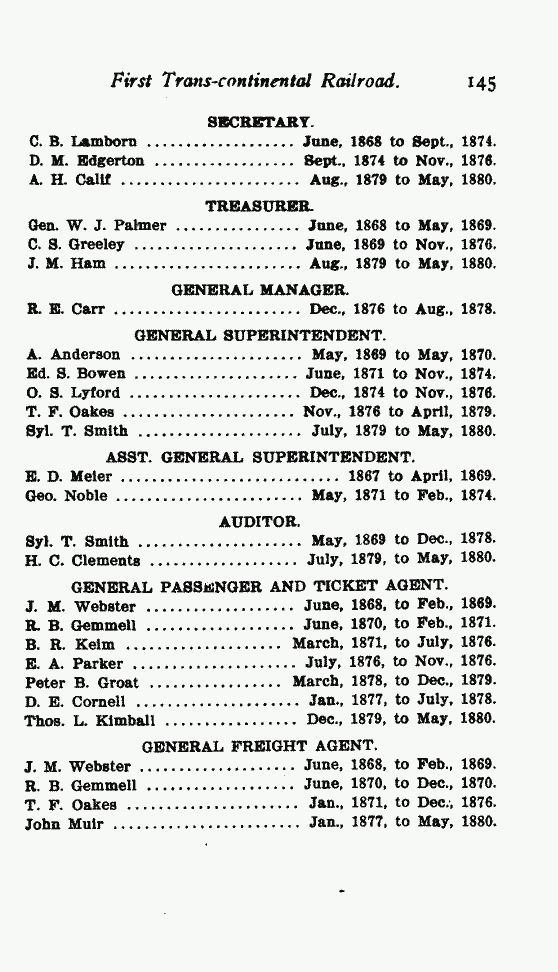 First Trans-continental Railroad. 145
SECRETARY.
C. B. Lamborn ................... June, 1868 to Sept., 1874.
D. M. Edgerton .................. Sept., 1874 to Nov., 1876.
A. H. Calif ....................... Aug., 1879 to May, 1880.
TREASURER.
Gen. W. J. Palmer ................ June, 1868 to May, 1869.
C. S. Greeley ..................... June, 1869 to Nov., 1876.
J. M. Ham ........................ Aug., 1879 to May, 1880.
GENERAL MANAGER.
R. E. Carr ........................ Dec., 1876 to Aug., 1878.
GENERAL SUPERINTENDENT.
A. Anderson ...................... May, 1869 to May, 1870.
Ed. S. Bowen ..................... June, 1871 to Nov., 1874.
O. S. Lyford ...................... Dec., 1874 to Nov., 1876.
T. F. Oakes ...................... Nov., 1876 to April, 1879.
Syl. T. Smith ..................... July, 1879 to May, 1880.
ASST. GENERAL SUPERINTENDENT.
E. D. Meier ............................ 1867 to April, 1869.
Geo. Noble ........................ May, 1871 to Feb., 1874.
AUDITOR.
Syl. T. Smith ..................... May, 1869 to Dec., 1878.
H. C. Clements ................... July, 1879, to May, 1880.
GENERAL PASSENGER AND TICKET AGENT.
J. M. Webster ................... June, 1868, to Feb., 1869.
R. B. Gemmell ................... June, 1870, to Feb., 1871.
B. R. Keim .................... March, 1871, to July, 1876.
E. A. Parker ..................... July, 1876, to Nov., 1876.
Peter B. Groat ................. March, 1878, to Dec., 1879.
D. E. Cornell ..................... Jan., 1877, to July, 1878.
Thos. L. Kimball ................. Dec., 1879, to May, 1880.
GENERAL FREIGHT AGENT.
J. M. Webster .................... June, 1868, to Feb., 1869.
R. B. Gemmell ................... June, 1870, to Dec., 1870.
T. F. Oakes ...................... Jan., 1871, to Dec., 1876.
John Muir ........................ Jan., 1877, to May, 1880.